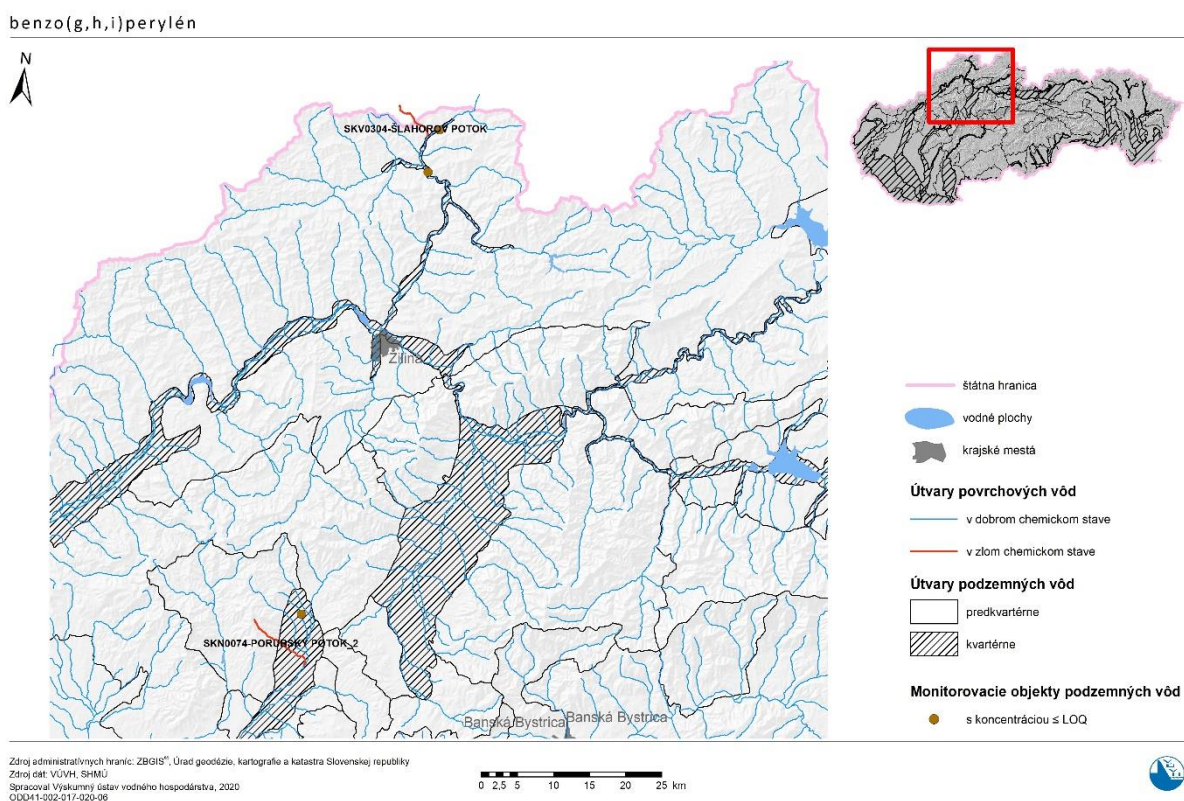 benzo(g,h,i)perylén
N
SKV0304-SLAHOROV POTOK
Žilina
SKN0074-PORUBSKÝ POTOK_2
Banská Bystrica
Banská Bystrica
štátna hranica
vodné plochy
krajské mestá
Útvary povrchových vôd
v dobrom chemickom stave
v zlom chemickom stave
Útvary podzemných vôd
predkvartérne
kvartérne
Monitorovacie objekty podzemných vôd
s koncentráciou ≤ LOQ
Zdroj administratívnych hraníc: ZBGIS®, Úrad geodézie, kartografie a katastra Slovenskej republiky
Zdroj dát: VÚVH, SHMÚ
Spracoval Výskumný ústav vodného hospodárstva, 2020
ODD41-002-017-020-06
0 2,5 5 10 15 20 25 km